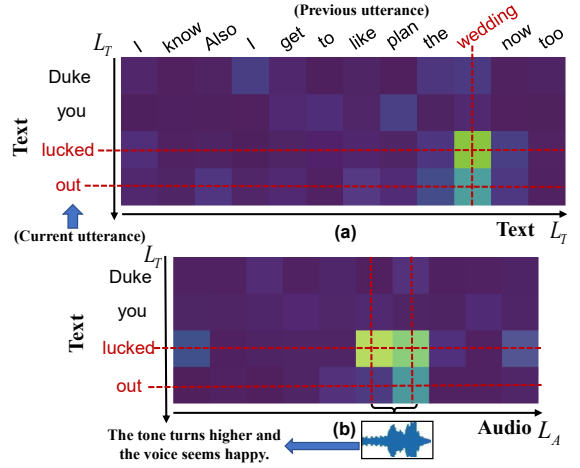 (Previous utterance)
L_T
I know Also I get to like plan the wedding now too
Duke
you
lucked
out
Text
(Current utterance)
(a)
Text L_T
L_T
Duke
you
lucked
out
Text
(b)
Audio L_A
The tone turns higher and
the voice seems happy.